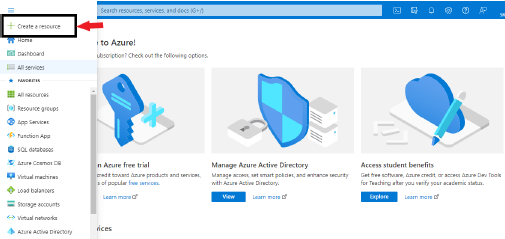 Search resources, services, and docs (G+/)
+ Create a resource
Home
Dashboard
All services
FAVORITES
All resources
Resource groups
App Services
Function App
SQL databases
Azure Cosmos DB
Virtual machines
Load balancers
Storage accounts
Virtual networks
Azure Active Directory
e to Azure!
subscription? Check out the following options.
n Azure free trial
credit toward Azure products and services,
s of popular free services.
Learn more
Manage Azure Active Directory
Manage access, set smart policies, and enhance security
with Azure Active Directory.
View Learn more
Access student benefits
Get free software, Azure credit, or access Azure Dev Tools
for Teaching after you verify your academic status.
Explore Learn more
vices